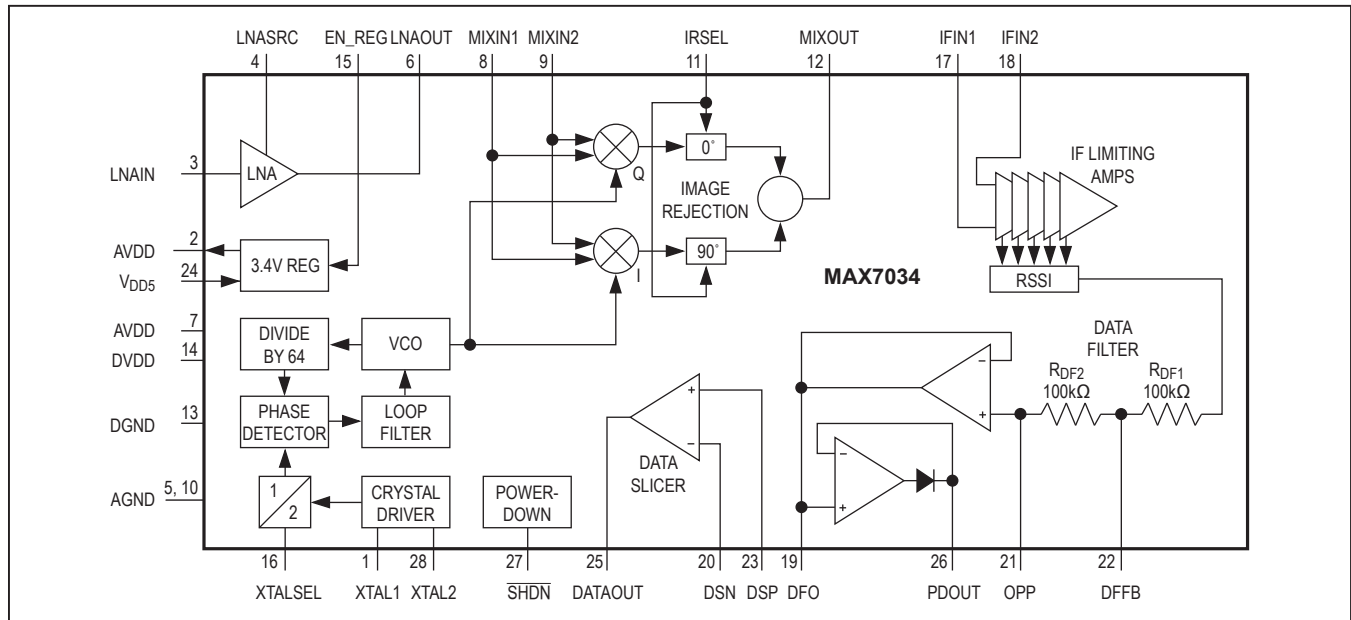 LNASRC EN_REG LNAOUT MIXIN1 MIXIN2 IRSEL MIXOUT IFIN1 IFIN2
4 15 6 8 9 11 12 17 18
LNAIN 3
LNA
Q
0°
IMAGE
REJECTION
I
90°
IF LIMITING
AMPS
RSSI
MAX7034
AVDD 2
VDD5 24
3.4V REG
AVDD 7
DVDD 14
DIVIDE
BY 64
VCO
DGND 13
PHASE
DETECTOR
LOOP
FILTER
AGND 5, 10
1
2
CRYSTAL
DRIVER
POWER-
DOWN
+
−
DATA
SLICER
−
+
−
+
DATA
FILTER
RDF2
100kΩ
RDF1
100kΩ
16 1 28 27 25 20 23 19 26 21 22
XTALSEL XTAL1 XTAL2 SHDN DATAOUT DSN DSP DFO PDOUT OPP DFFB